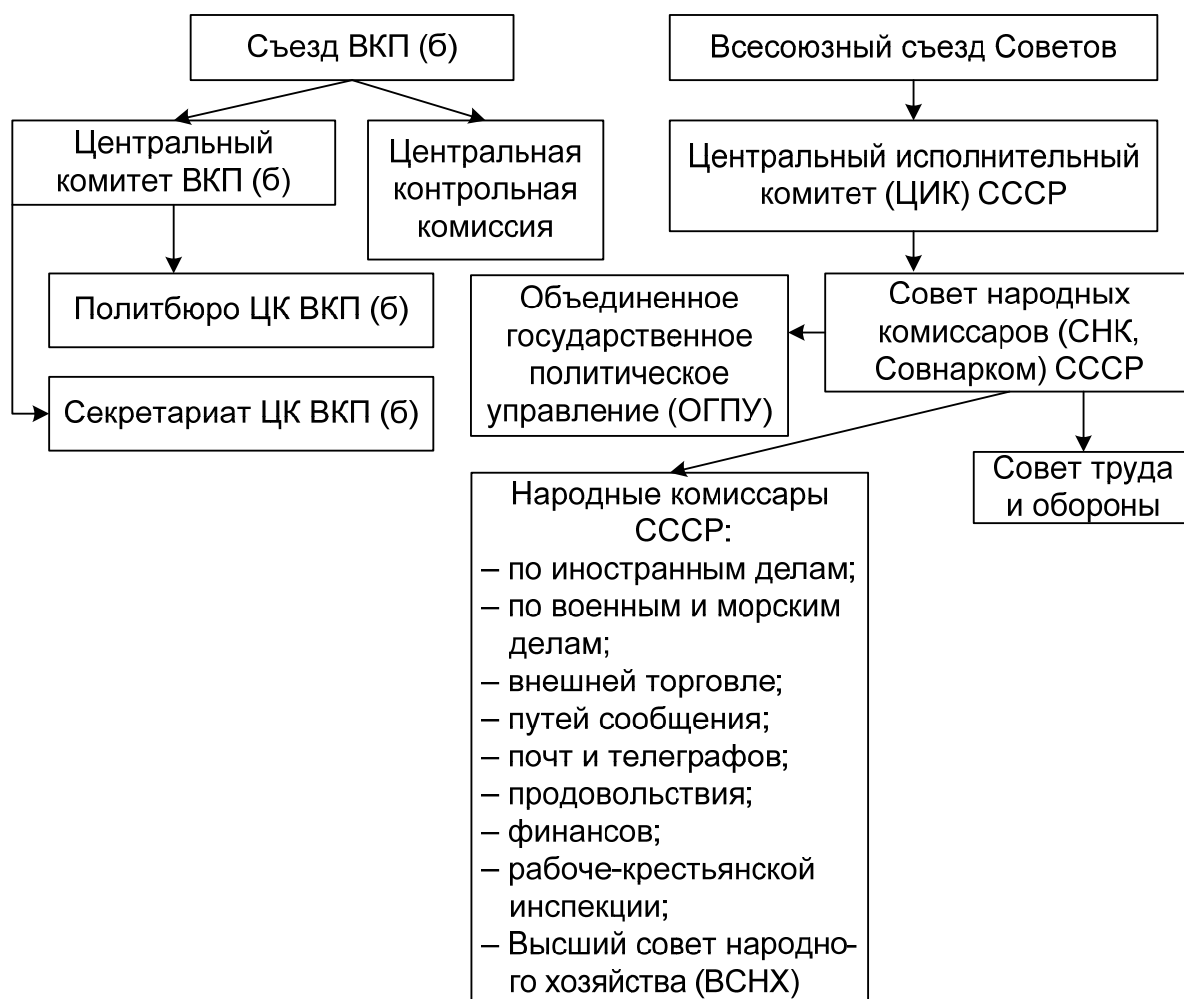 Съезд ВКП (б)
Всесоюзный съезд Советов
Центральный
комитет ВКП (б)
Центральная
контрольная
комиссия
Центральный исполнительный
комитет (ЦИК) СССР
Политбюро ЦК ВКП (б)
Объединенное
государственное
политическое
управление (ОГПУ)
Совет народных
комиссаров (СНК,
Совнарком) СССР
Секретариат ЦК ВКП (б)
Совет труда
и обороны
Народные комиссары
СССР:
– по иностранным делам;
– по военным и морским
делам;
– внешней торговле;
– путей сообщения;
– почт и телеграфов;
– продовольствия;
– финансов;
– рабоче-крестьянской
инспекции;
– Высший совет народно-
го хозяйства (ВСНХ)